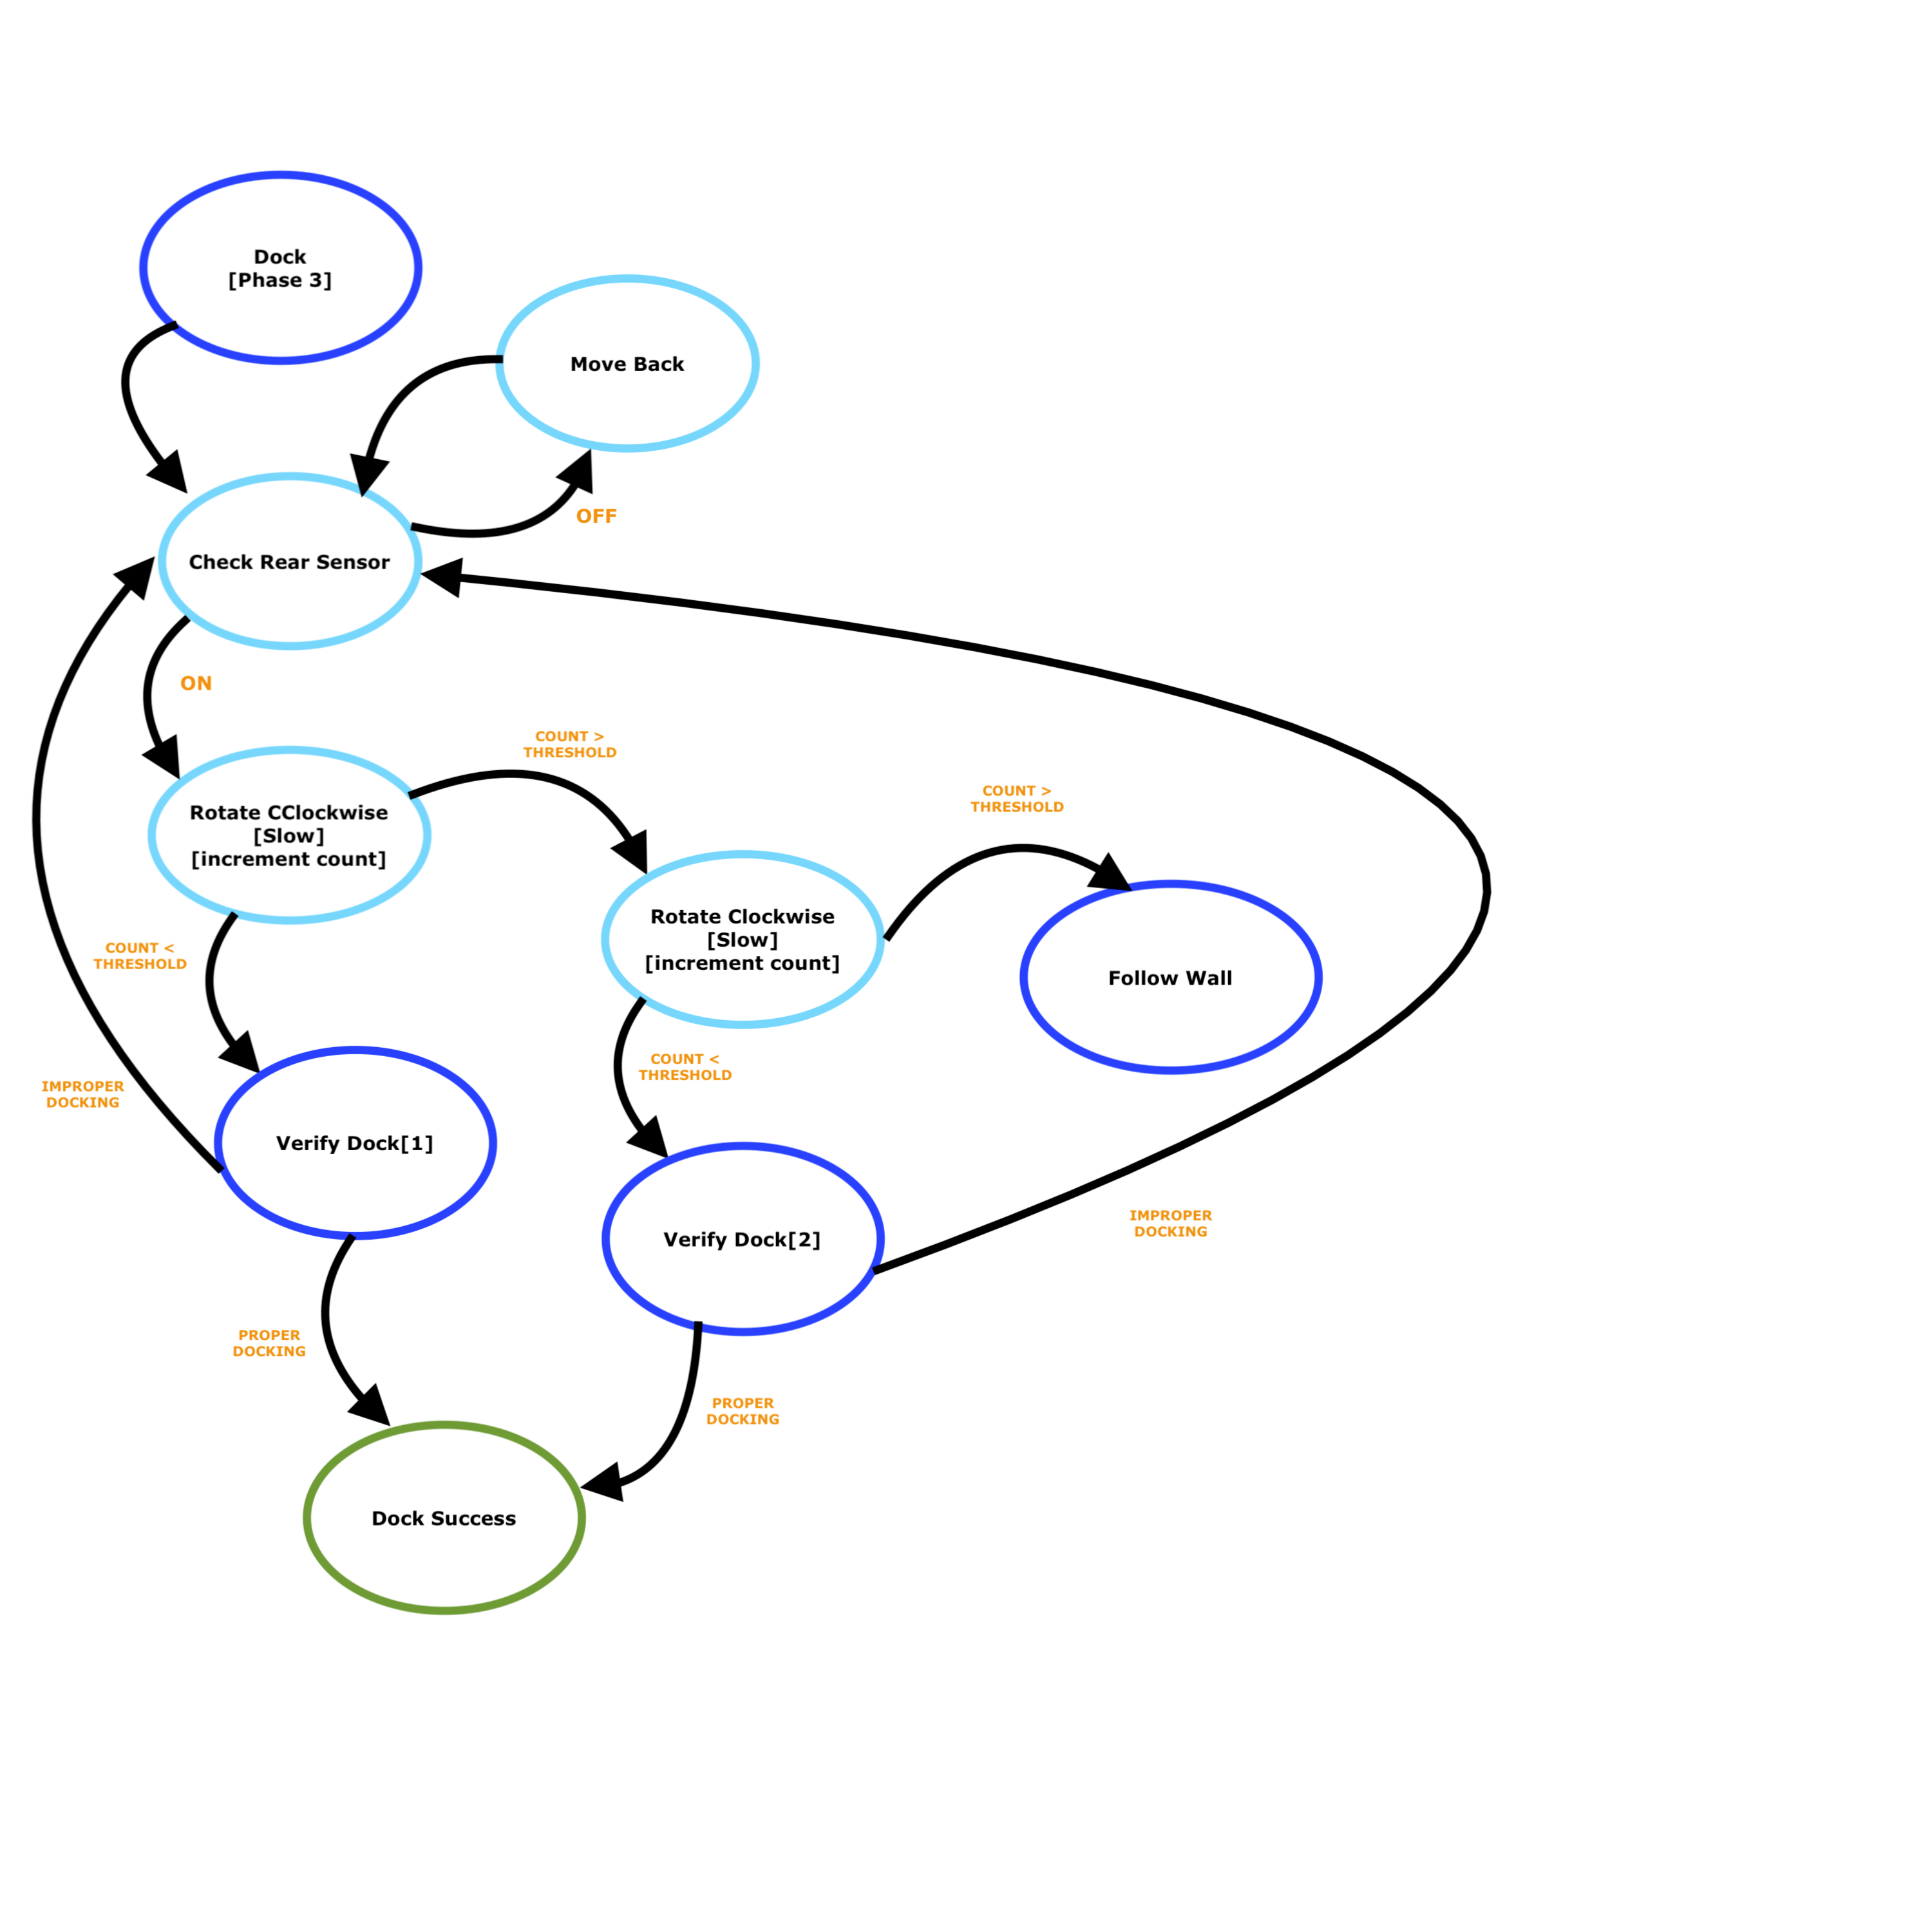 Dock
[Phase 3]
Move Back
OFF
Check Rear Sensor
ON
COUNT >
THRESHOLD
Rotate CClockwise
[Slow]
[increment count]
COUNT >
THRESHOLD
Rotate Clockwise
[Slow]
[increment count]
Follow Wall
COUNT <
THRESHOLD
COUNT <
THRESHOLD
IMPROPER
DOCKING
Verify Dock[1]
Verify Dock[2]
IMPROPER
DOCKING
PROPER
DOCKING
PROPER
DOCKING
Dock Success